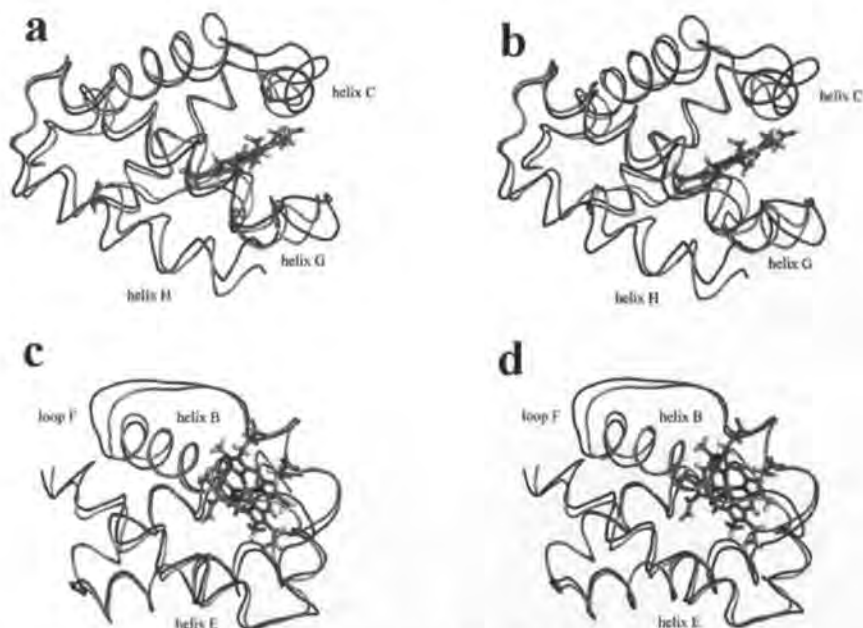 a
b
helix C
helix C
helix G
helix H
helix G
helix H
c
d
loop F
helix B
loop F
helix B
helix E
helix E